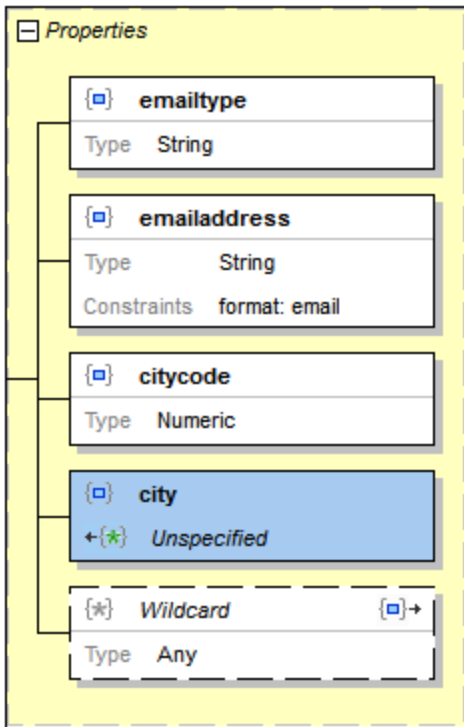 Properties
emailtype
Type String
emailaddress
Type String
Constraints format: email
citycode
Type Numeric
city
Unspecified
Wildcard
Type Any